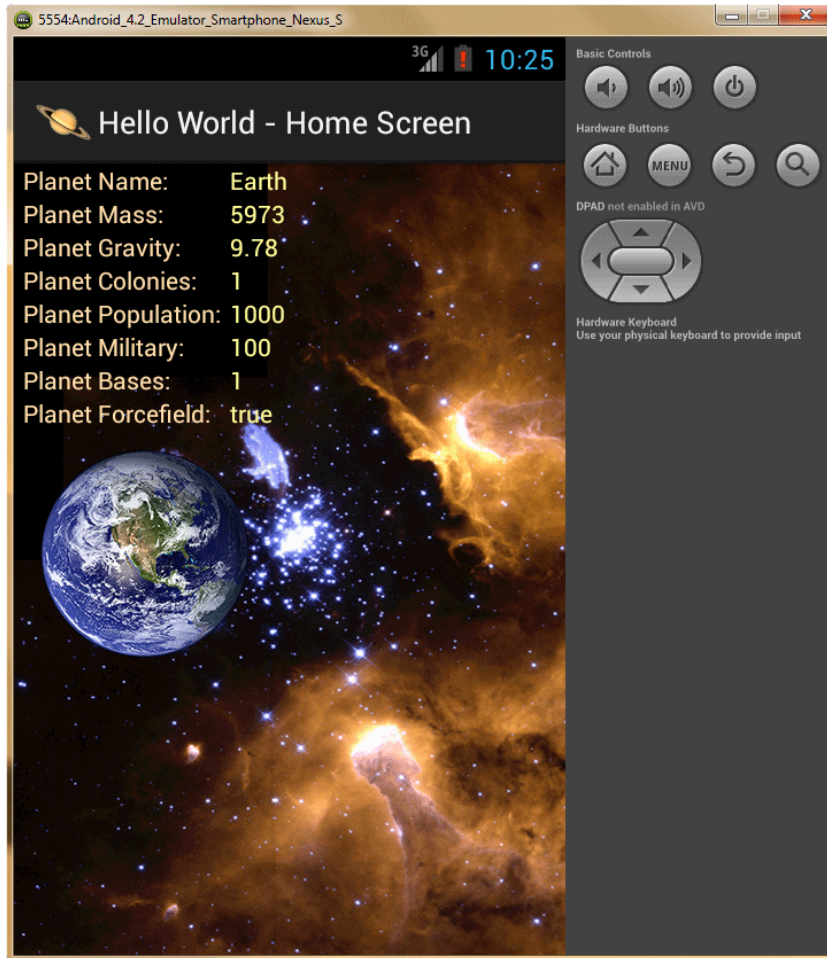 5554:Android_4.2_Emulator_Smartphone_Nexus_S
3G 10:25
Hello World - Home Screen
Planet Name: Earth
Planet Mass: 5973
Planet Gravity: 9.78
Planet Colonies: 1
Planet Population: 1000
Planet Military: 100
Planet Bases: 1
Planet Forcefield: true
Basic Controls
Hardware Buttons
MENU
DPAD not enabled in AVD
Hardware Keyboard
Use your physical keyboard to provide input